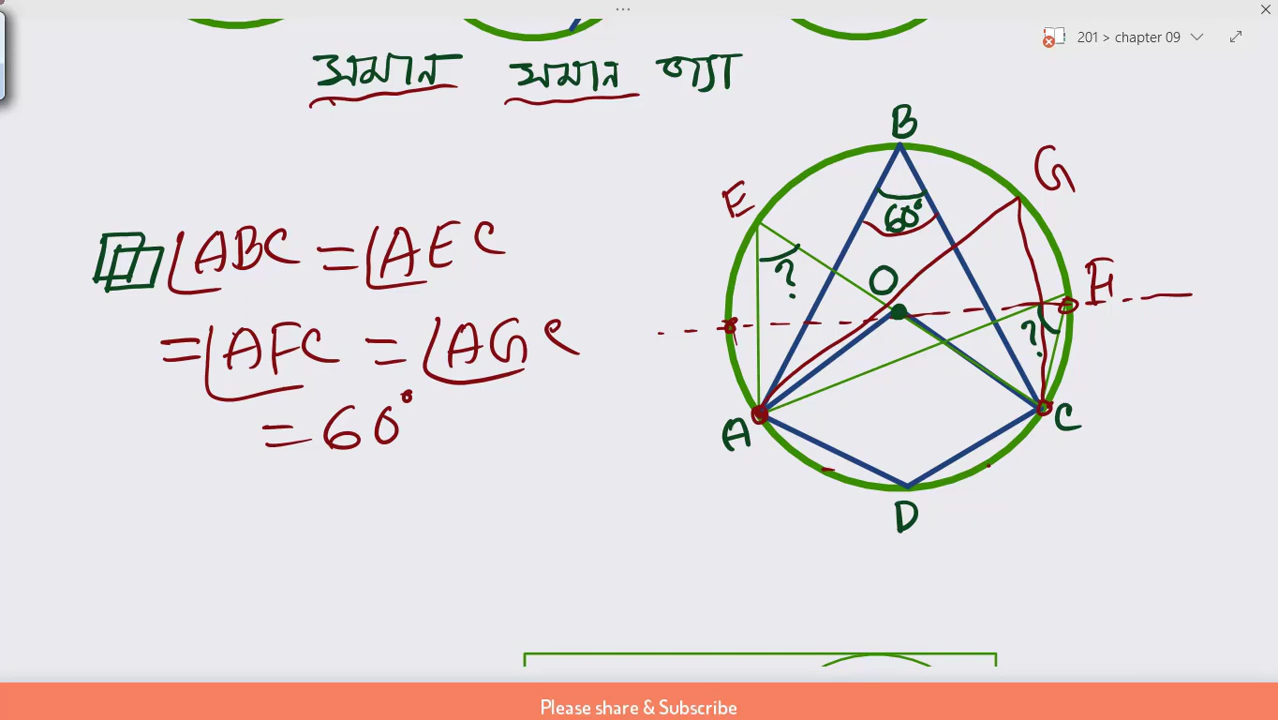 201 > chapter 09
সমান সমান জ্যা
B
G
E
60°
∠ABC = ∠AEC
?
O
F
= ∠AFC = ∠AGC
?
= 60°
A
C
D
Please share & Subscribe